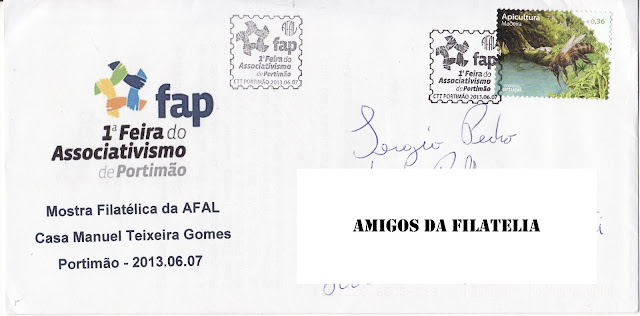 fap
1ª Feira do
Associativismo
de Portimão
CTT PORTIMÃO 2013.06.07
fap
1ª Feira do
Associativismo
de Portimão
CTT PORTIMÃO 2013.06.07
Apicultura
Madeira
€0,36
Portugal
fap
1ª Feira do
Associativismo
de Portimão
Mostra Filatélica da AFAL
Casa Manuel Teixeira Gomes
Portimão - 2013.06.07
Sergio Pedro
AMIGOS DA FILATELIA